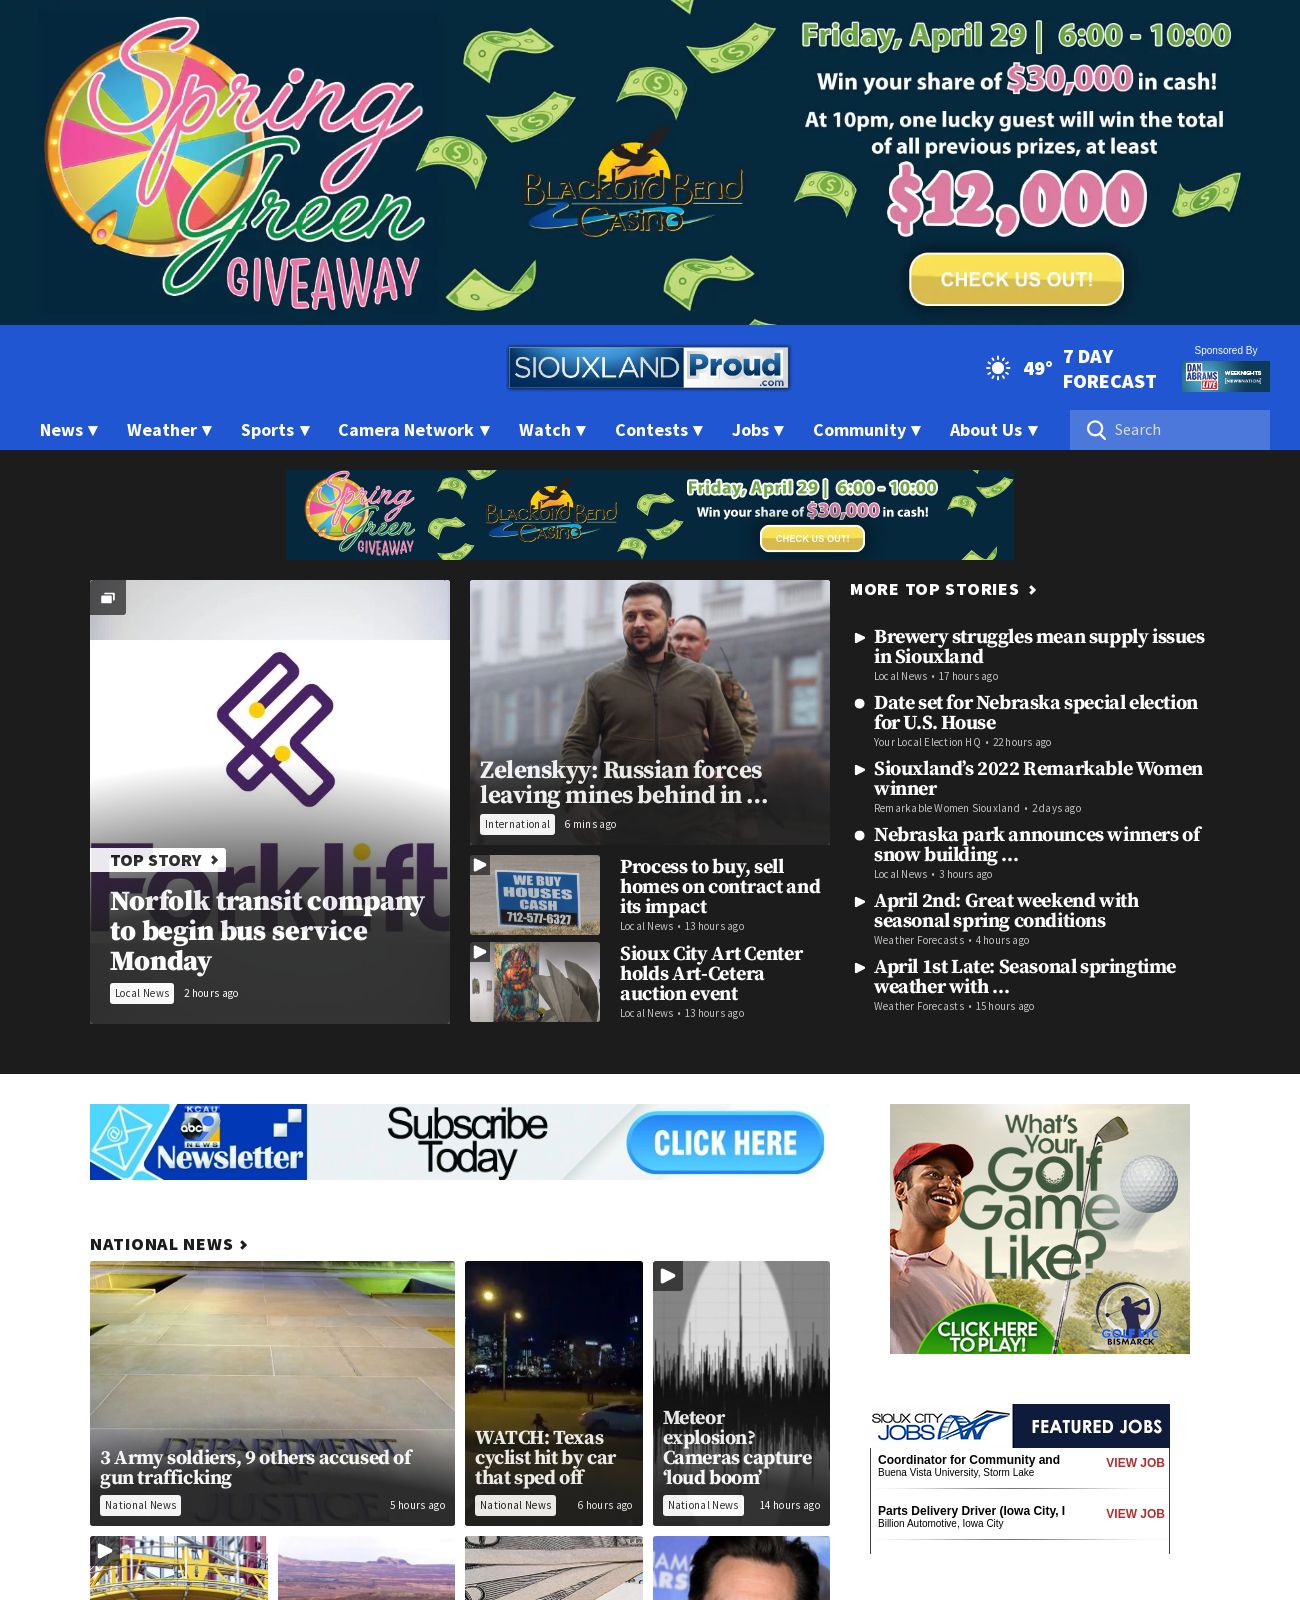 Spring
Green
GIVEAWAY
BLACKBIRD BEND
CASINO
Friday, April 29 | 6:00 - 10:00
Win your share of $30,000 in cash!
At 10pm, one lucky guest will win the total
of all previous prizes, at least
$12,000
CHECK US OUT!
SIOUXLAND Proud
.com
49°
7 DAY
FORECAST
Sponsored By
DAN
ABRAMS
LIVE
WEEKNIGHTS
News ▼
Weather ▼
Sports ▼
Camera Network ▼
Watch ▼
Contests ▼
Jobs ▼
Community ▼
About Us ▼
Search
Spring
Green
GIVEAWAY
BLACKBIRD BEND
CASINO
Friday, April 29 | 6:00 - 10:00
Win your share of $30,000 in cash!
CHECK US OUT!
Forklift
TOP STORY
Norfolk transit company
to begin bus service
Monday
Local News
2 hours ago
Zelenskyy: Russian forces
leaving mines behind in …
International
6 mins ago
WE BUY
HOUSES
CASH
712-577-6327
Process to buy, sell
homes on contract and
its impact
Local News • 13 hours ago
Sioux City Art Center
holds Art-Cetera
auction event
Local News • 13 hours ago
MORE TOP STORIES
Brewery struggles mean supply issues
in Siouxland
Local News • 17 hours ago
Date set for Nebraska special election
for U.S. House
Your Local Election HQ • 22 hours ago
Siouxland’s 2022 Remarkable Women
winner
Remarkable Women Siouxland • 2 days ago
Nebraska park announces winners of
snow building …
Local News • 3 hours ago
April 2nd: Great weekend with
seasonal spring conditions
Weather Forecasts • 4 hours ago
April 1st Late: Seasonal springtime
weather with …
Weather Forecasts • 15 hours ago
KCAU
abc 9
NEWS
Newsletter
Subscribe
Today
CLICK HERE
What's
Your
Golf
Game
Like?
CLICK HERE
TO PLAY!
GOLF ETC
BISMARCK
NATIONAL NEWS
DEPARTMENT
OF
JUSTICE
3 Army soldiers, 9 others accused of
gun trafficking
National News
5 hours ago
WATCH: Texas
cyclist hit by car
that sped off
National News
6 hours ago
Meteor
explosion?
Cameras capture
‘loud boom’
National News
14 hours ago
SIOUX CITY
JOBS
FEATURED JOBS
Coordinator for Community and
Buena Vista University, Storm Lake
VIEW JOB
Parts Delivery Driver (Iowa City, I
Billion Automotive, Iowa City
VIEW JOB